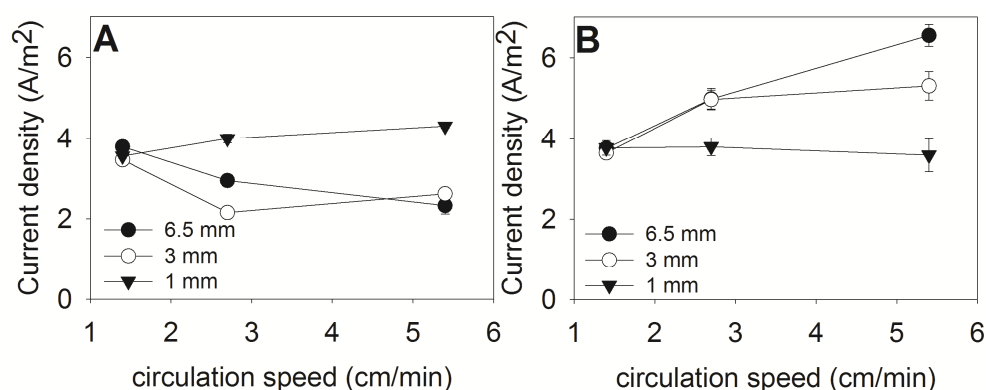 A
Current density (A/m²)
6
4
2
0
6.5 mm
3 mm
1 mm
1 2 3 4 5 6
circulation speed (cm/min)
B
Current density (A/m²)
6
4
2
0
6.5 mm
3 mm
1 mm
1 2 3 4 5 6
circulation speed (cm/min)